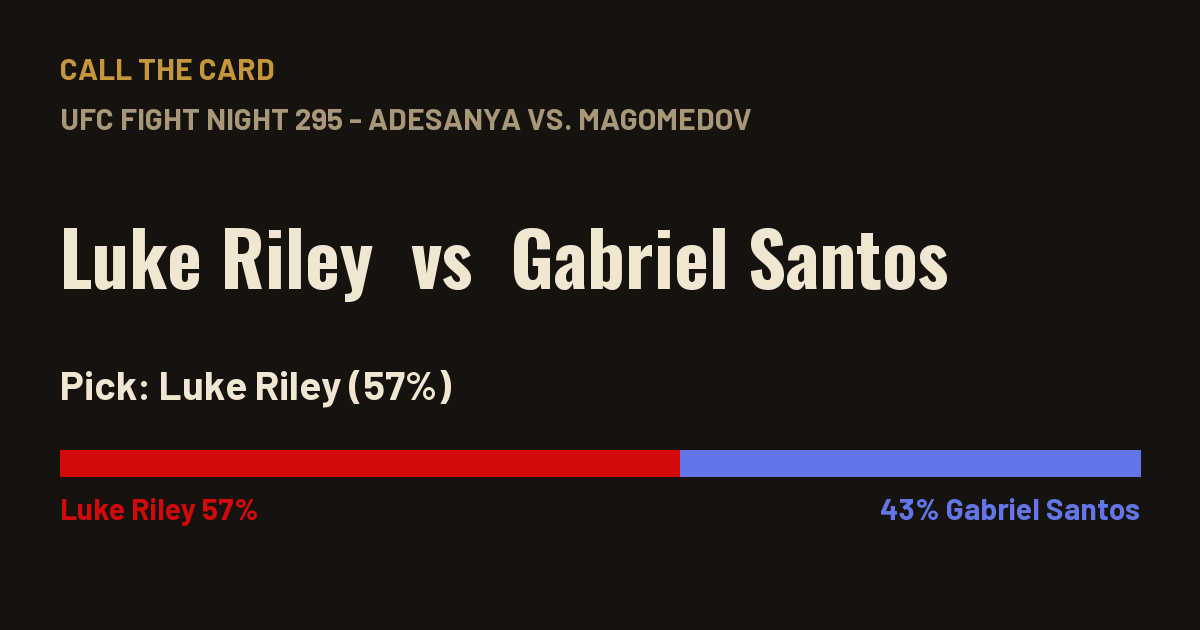 CALL THE CARD
UFC FIGHT NIGHT 295 – ADESANYA VS. MAGOMEDOV
Luke Riley vs Gabriel Santos
Pick: Luke Riley (57%)
Luke Riley 57%
43% Gabriel Santos